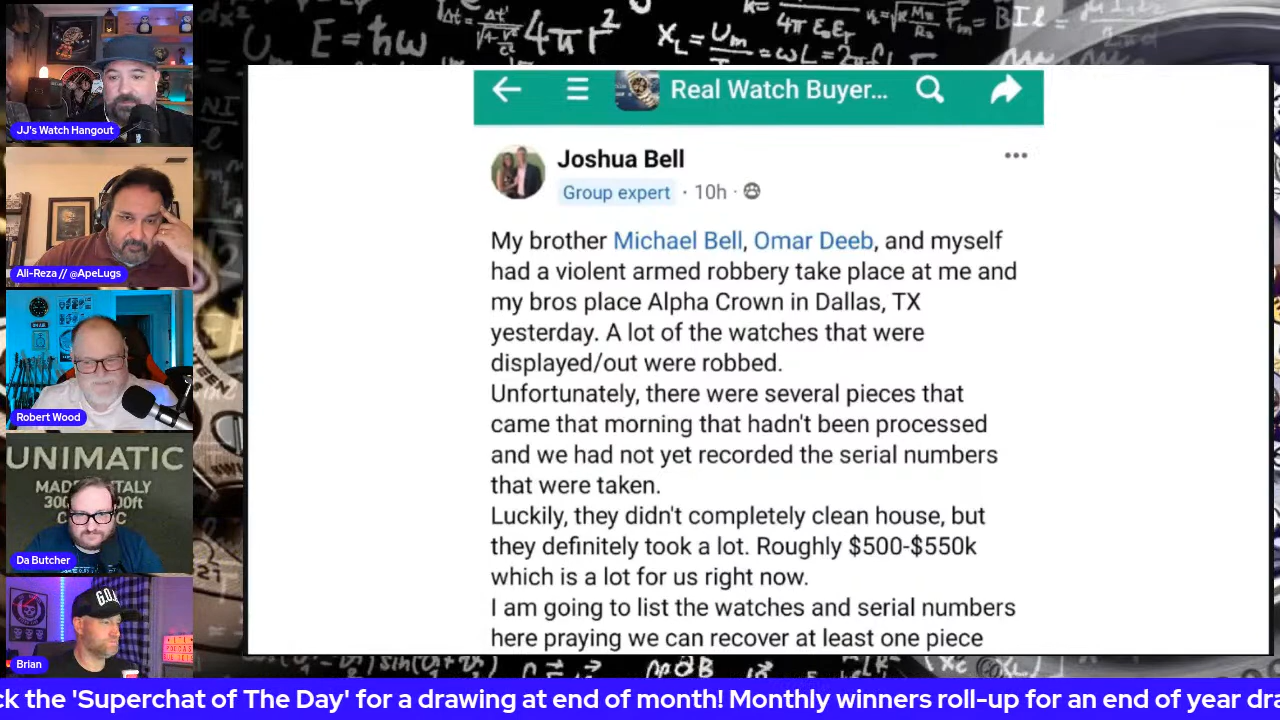 JJ's Watch Hangout
Ali-Reza // @ApeLugs
Robert Wood
UNIMATIC
Da Butcher
Brian
Real Watch Buyer...
Joshua Bell
Group expert · 10h ·
My brother Michael Bell, Omar Deeb, and myself
had a violent armed robbery take place at me and
my bros place Alpha Crown in Dallas, TX
yesterday. A lot of the watches that were
displayed/out were robbed.
Unfortunately, there were several pieces that
came that morning that hadn't been processed
and we had not yet recorded the serial numbers
that were taken.
Luckily, they didn't completely clean house, but
they definitely took a lot. Roughly $500-$550k
which is a lot for us right now.
I am going to list the watches and serial numbers
here praying we can recover at least one piece
ck the 'Superchat of The Day' for a drawing at end of month! Monthly winners roll-up for an end of year dra